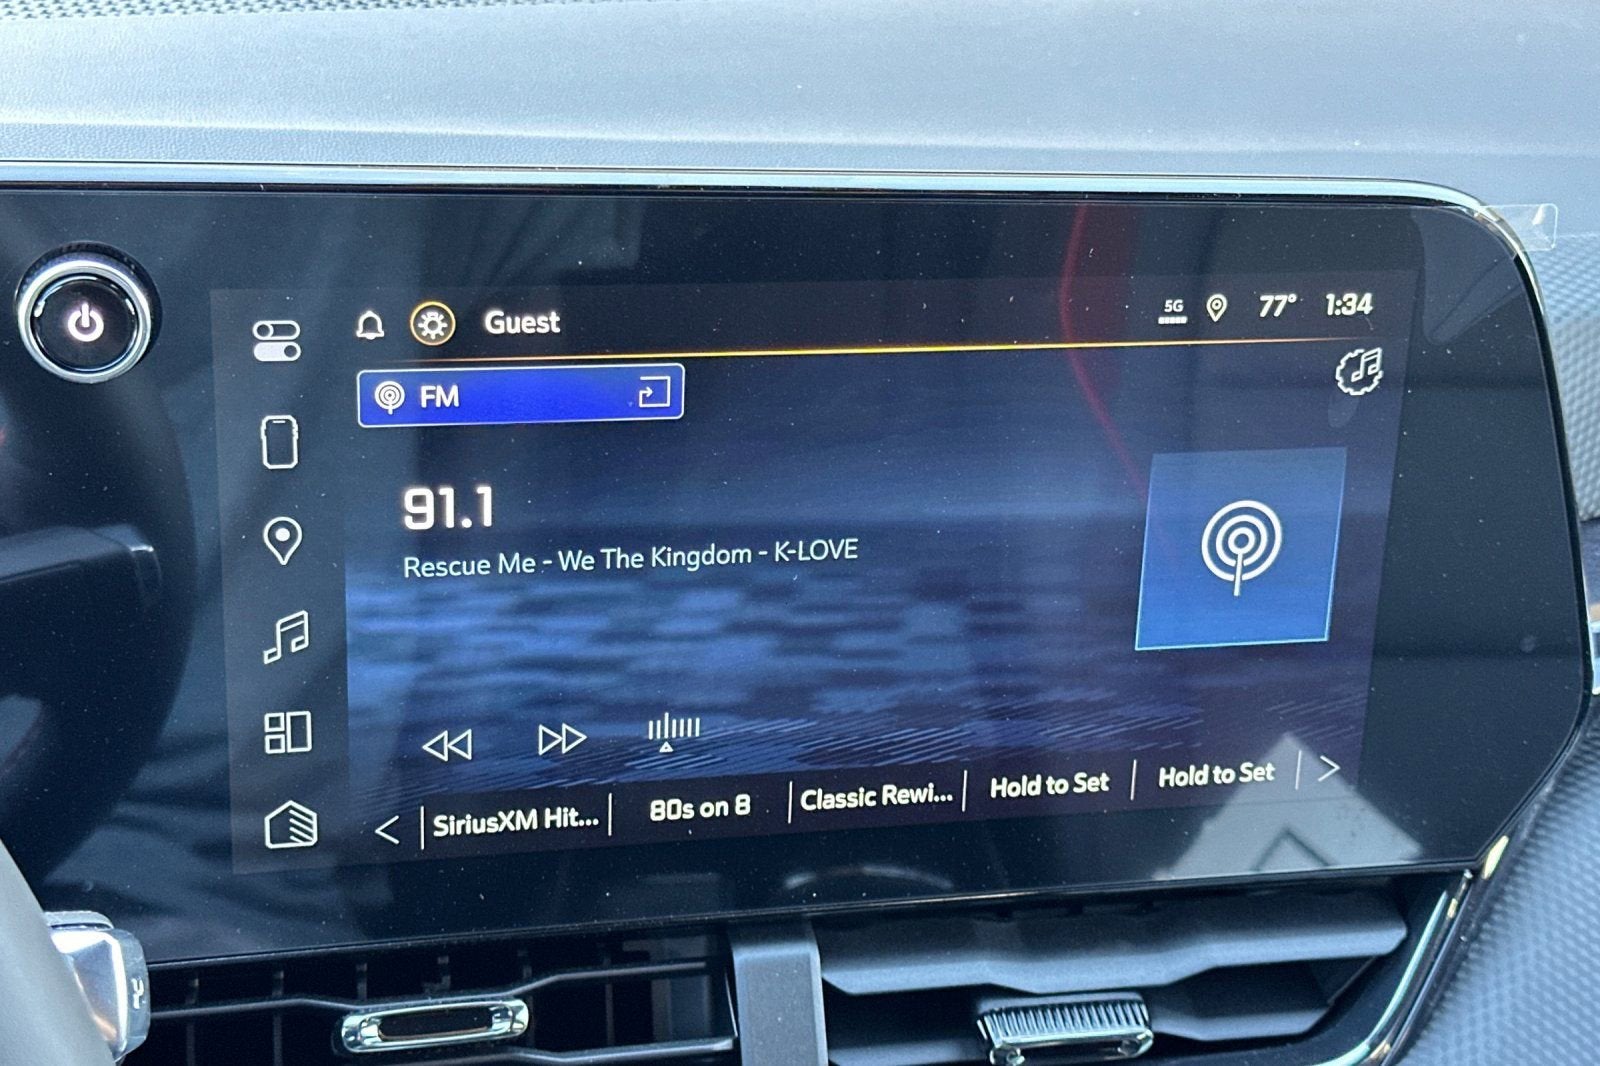 Guest
5G 77° 1:34
FM
91.1
Rescue Me - We The Kingdom - K-LOVE
SiriusXM Hit... 80s on 8 Classic Rewi... Hold to Set Hold to Set